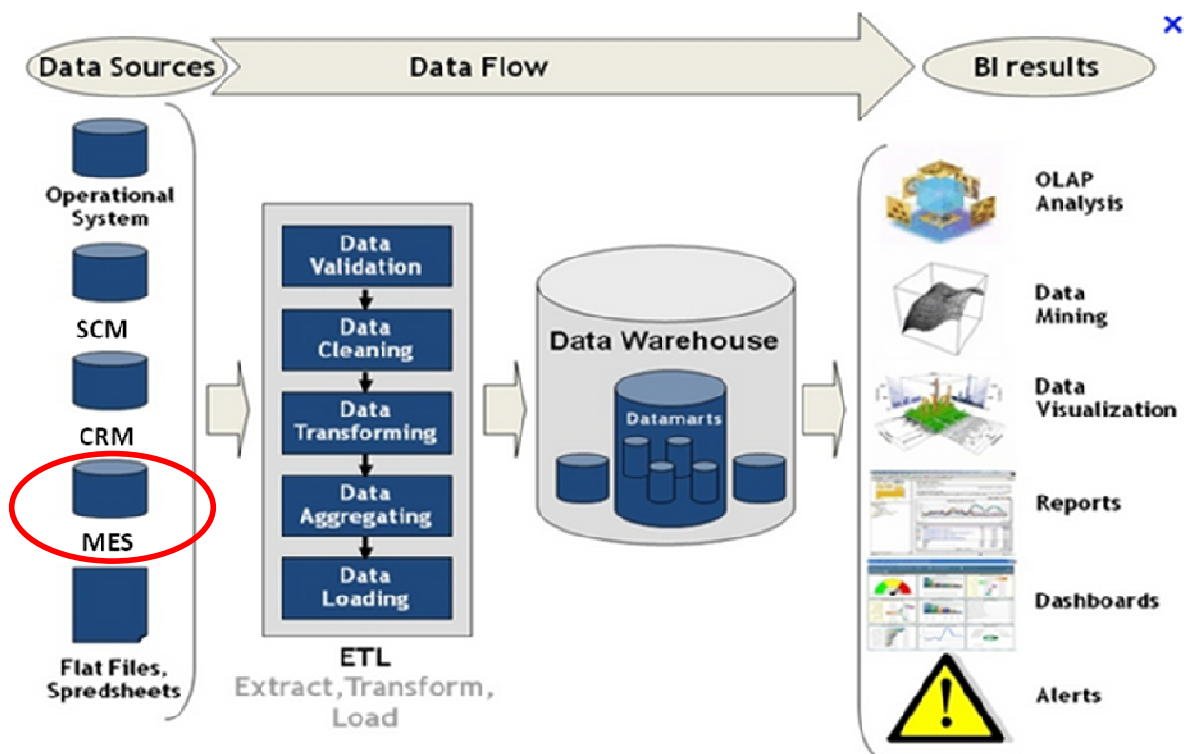 Data Sources
Data Flow
BI results
Operational
System
SCM
CRM
MES
Flat Files,
Spredsheets
Data
Validation
Data
Cleaning
Data
Transforming
Data
Aggregating
Data
Loading
ETL
Extract, Transform,
Load
Data Warehouse
Datamarts
OLAP
Analysis
Data
Mining
Data
Visualization
Reports
Dashboards
Alerts